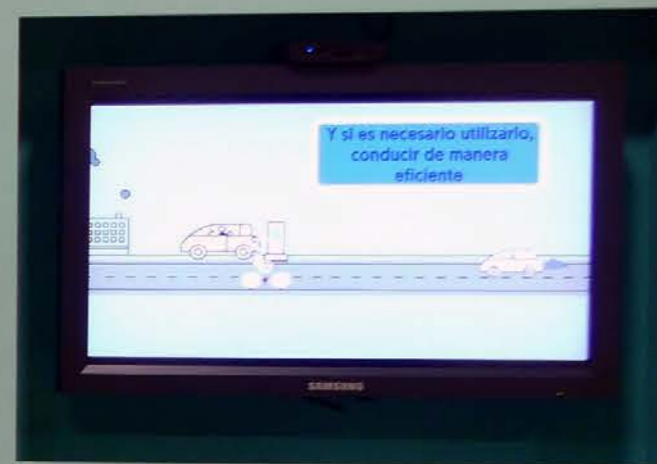 Y si es necesario utilizarlo,
conducir de manera
eficiente
SAMSUNG